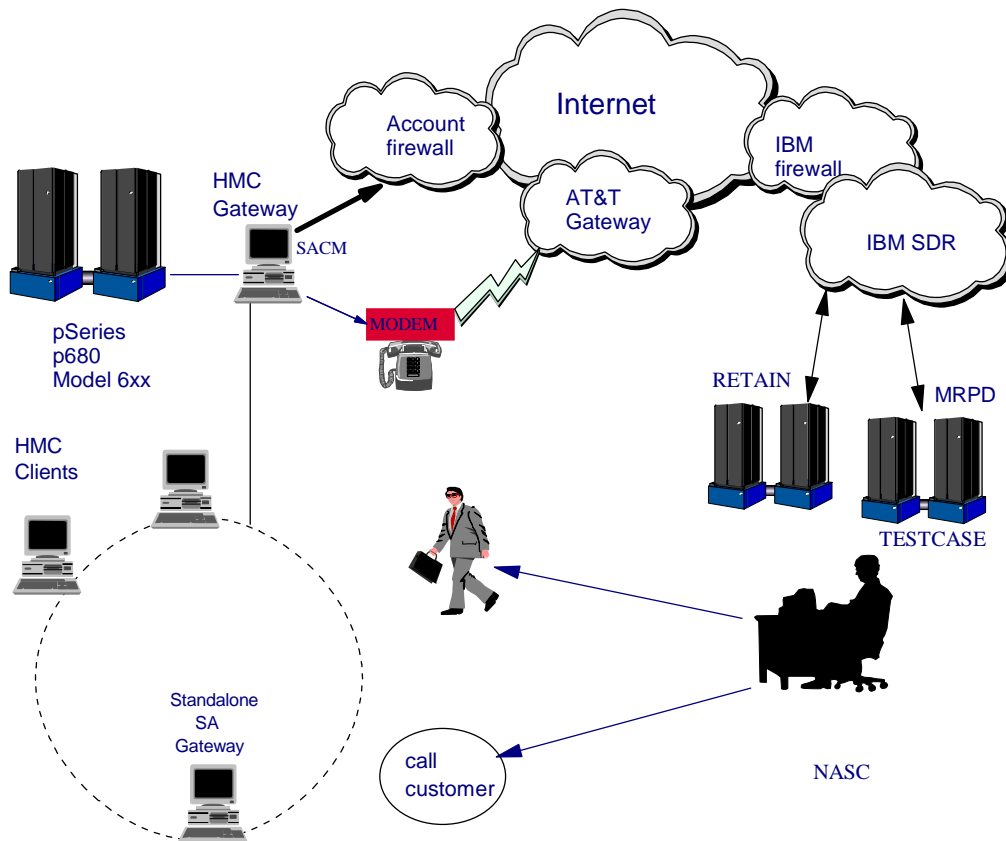 Internet
Account
firewall
IBM
firewall
HMC
Gateway
AT&T
Gateway
SACM
IBM SDR
MODEM
pSeries
p680
Model 6xx
RETAIN
MRPD
HMC
Clients
TESTCASE
Standalone
SA
Gateway
call
customer
NASC